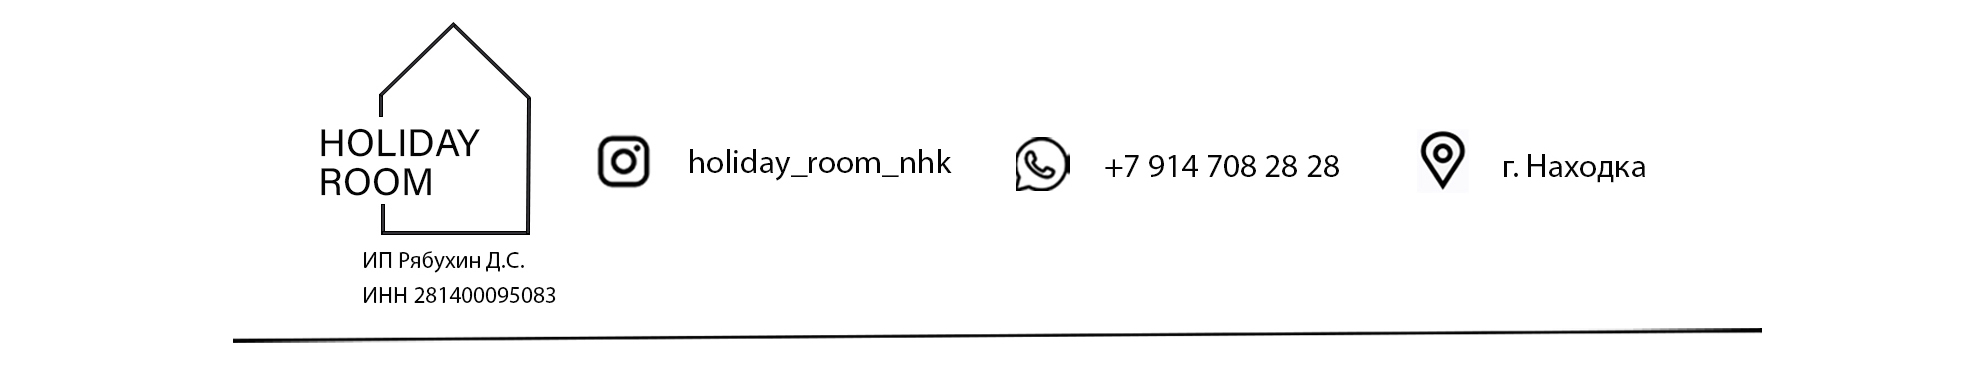 HOLIDAY
ROOM
holiday_room_nhk
+7 914 708 28 28
г. Находка
ИП Рябухин Д.С.
ИНН 281400095083